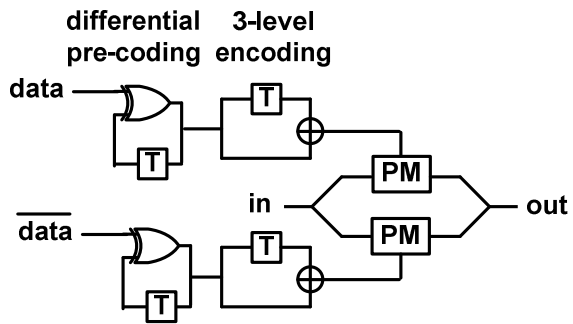 differential 3-level
pre-coding encoding
data
T
T
PM
in
out
data
PM
T
T